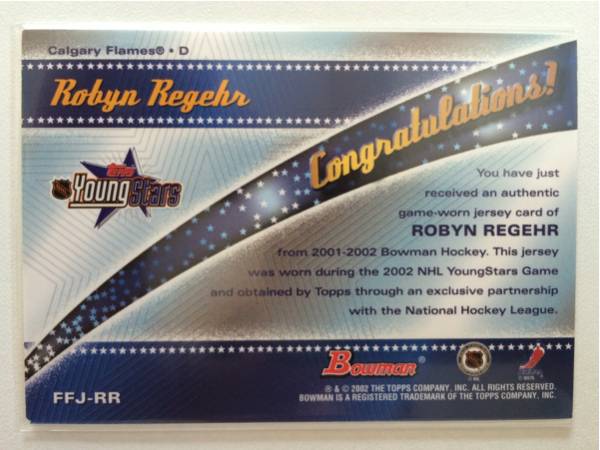 Calgary Flames® • D
Robyn Regehr
Congratulations!
TOPPS
YoungStars
You have just
received an authentic
game-worn jersey card of
ROBYN REGEHR
from 2001-2002 Bowman Hockey. This jersey
was worn during the 2002 NHL YoungStars Game
and obtained by Topps through an exclusive partnership
with the National Hockey League.
Bowman
® & © 2002 THE TOPPS COMPANY, INC. ALL RIGHTS RESERVED.
BOWMAN IS A REGISTERED TRADEMARK OF THE TOPPS COMPANY, INC.
FFJ-RR